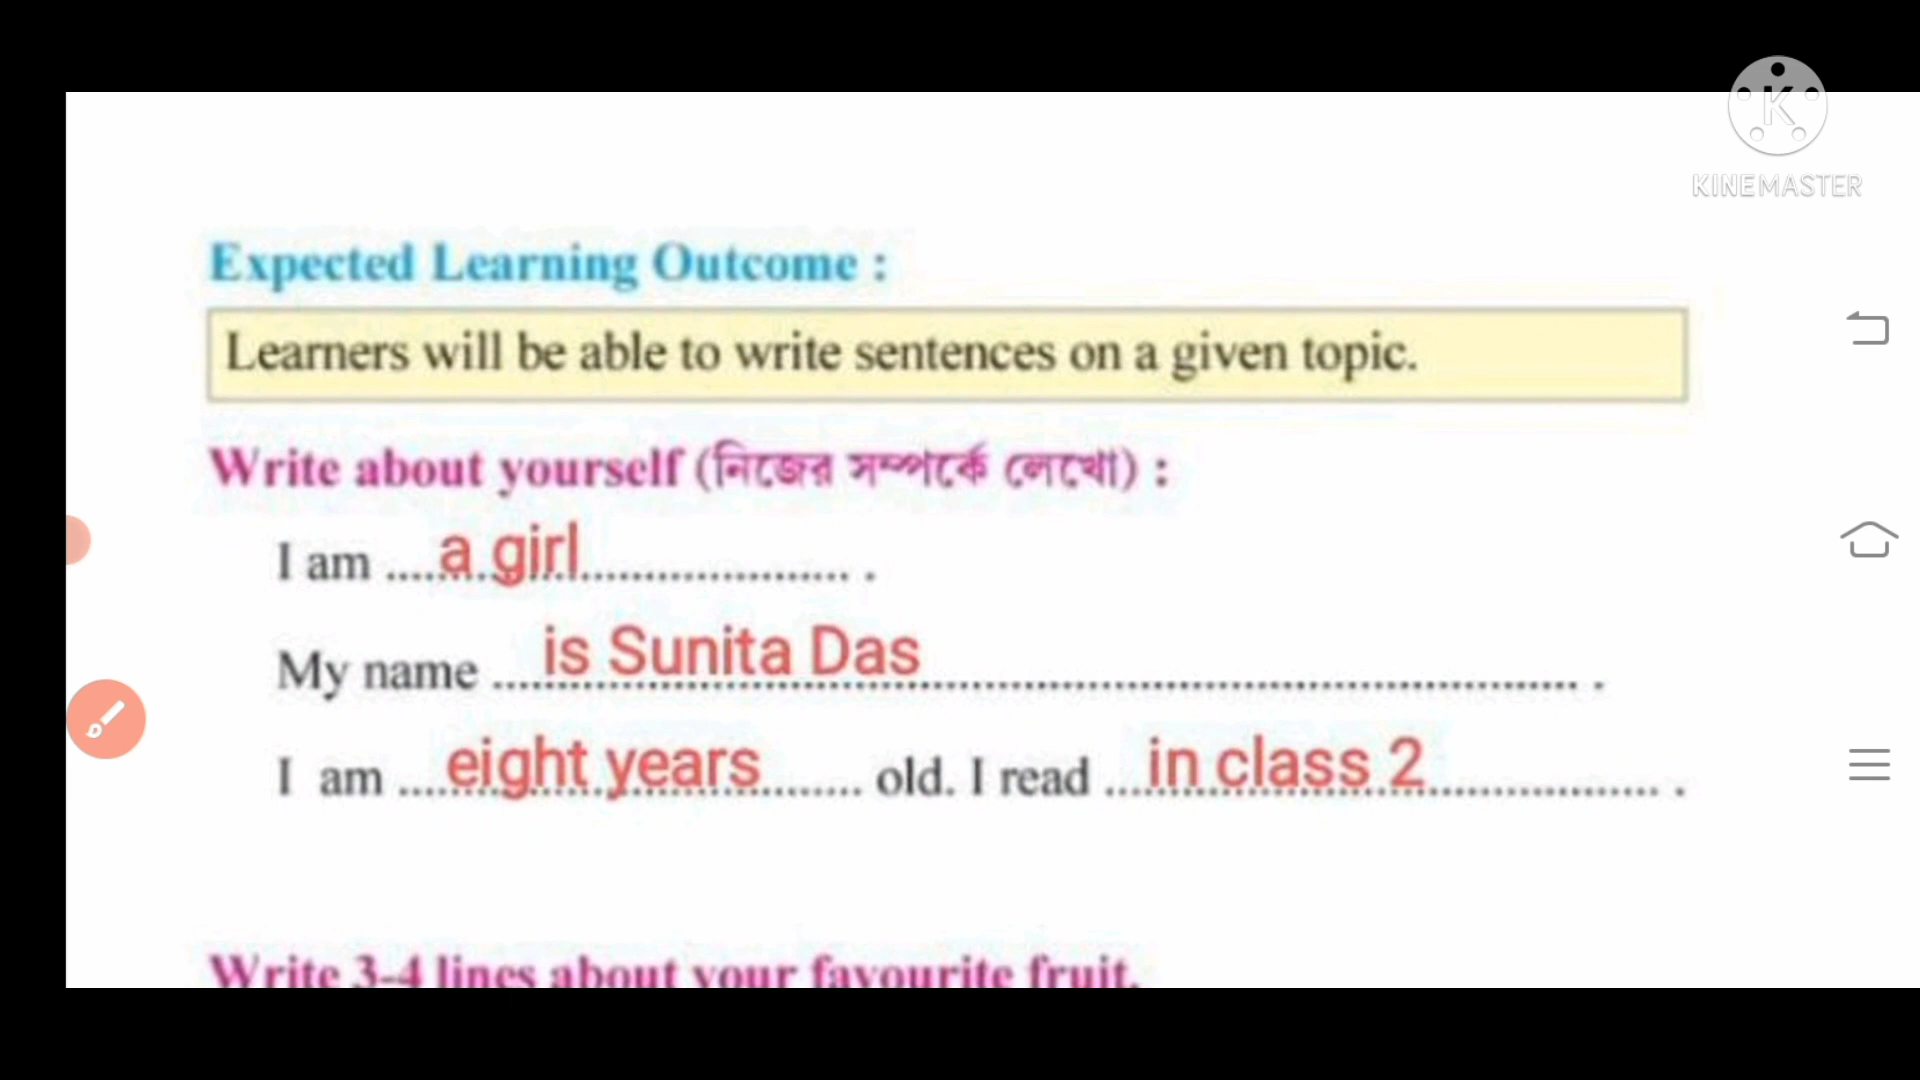 KINEMASTER
Expected Learning Outcome :
Learners will be able to write sentences on a given topic.
Write about yourself (নিজের সম্পর্কে লেখো) :
I am ....a girl.................... .
My name ....is Sunita Das.................... .
I am ....eight years........ old. I read ....in class 2.................... .
Write 3-4 lines about your favourite fruit.